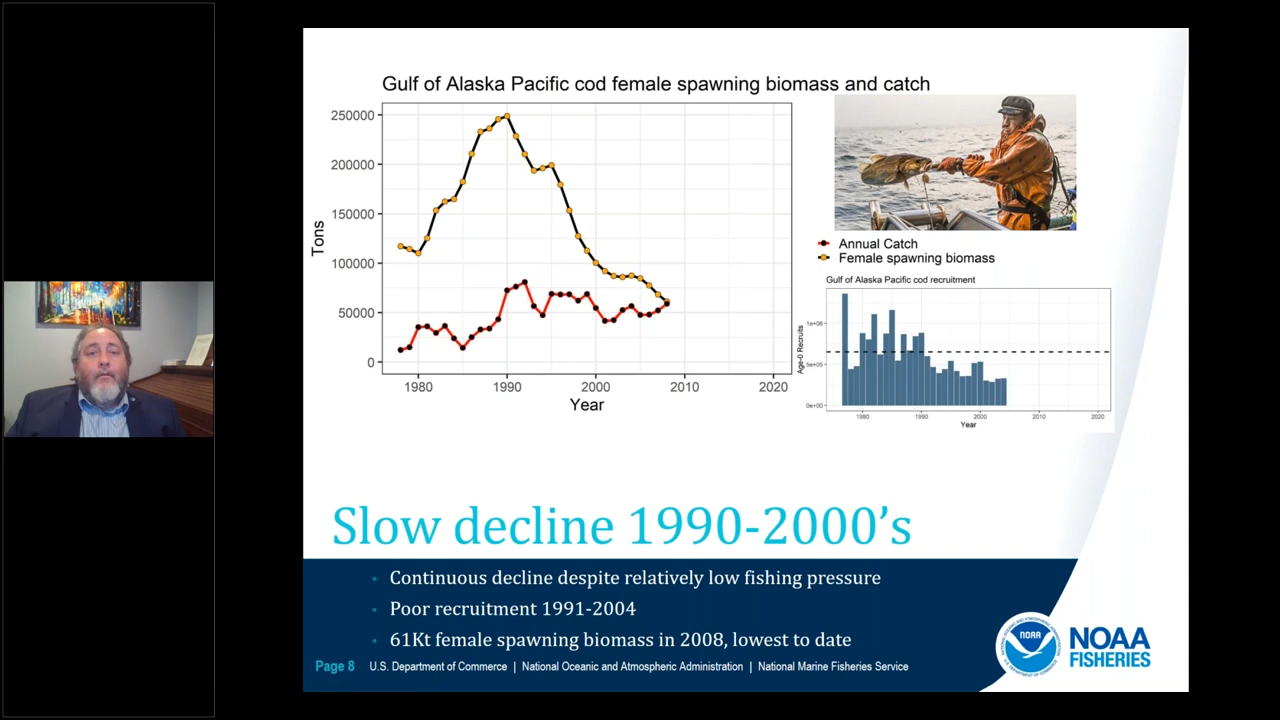 Gulf of Alaska Pacific cod female spawning biomass and catch
250000
200000
150000
100000
50000
0
Tons
1980 1990 2000 2010 2020
Year
Annual Catch
Female spawning biomass
Gulf of Alaska Pacific cod recruitment
1e+06
5e+05
0e+00
Age-0 Recruits
1980 1990 2000 2010 2020
Year
Slow decline 1990-2000's
• Continuous decline despite relatively low fishing pressure
• Poor recruitment 1991-2004
• 61Kt female spawning biomass in 2008, lowest to date
Page 8 U.S. Department of Commerce | National Oceanic and Atmospheric Administration | National Marine Fisheries Service
NOAA
NOAA
FISHERIES